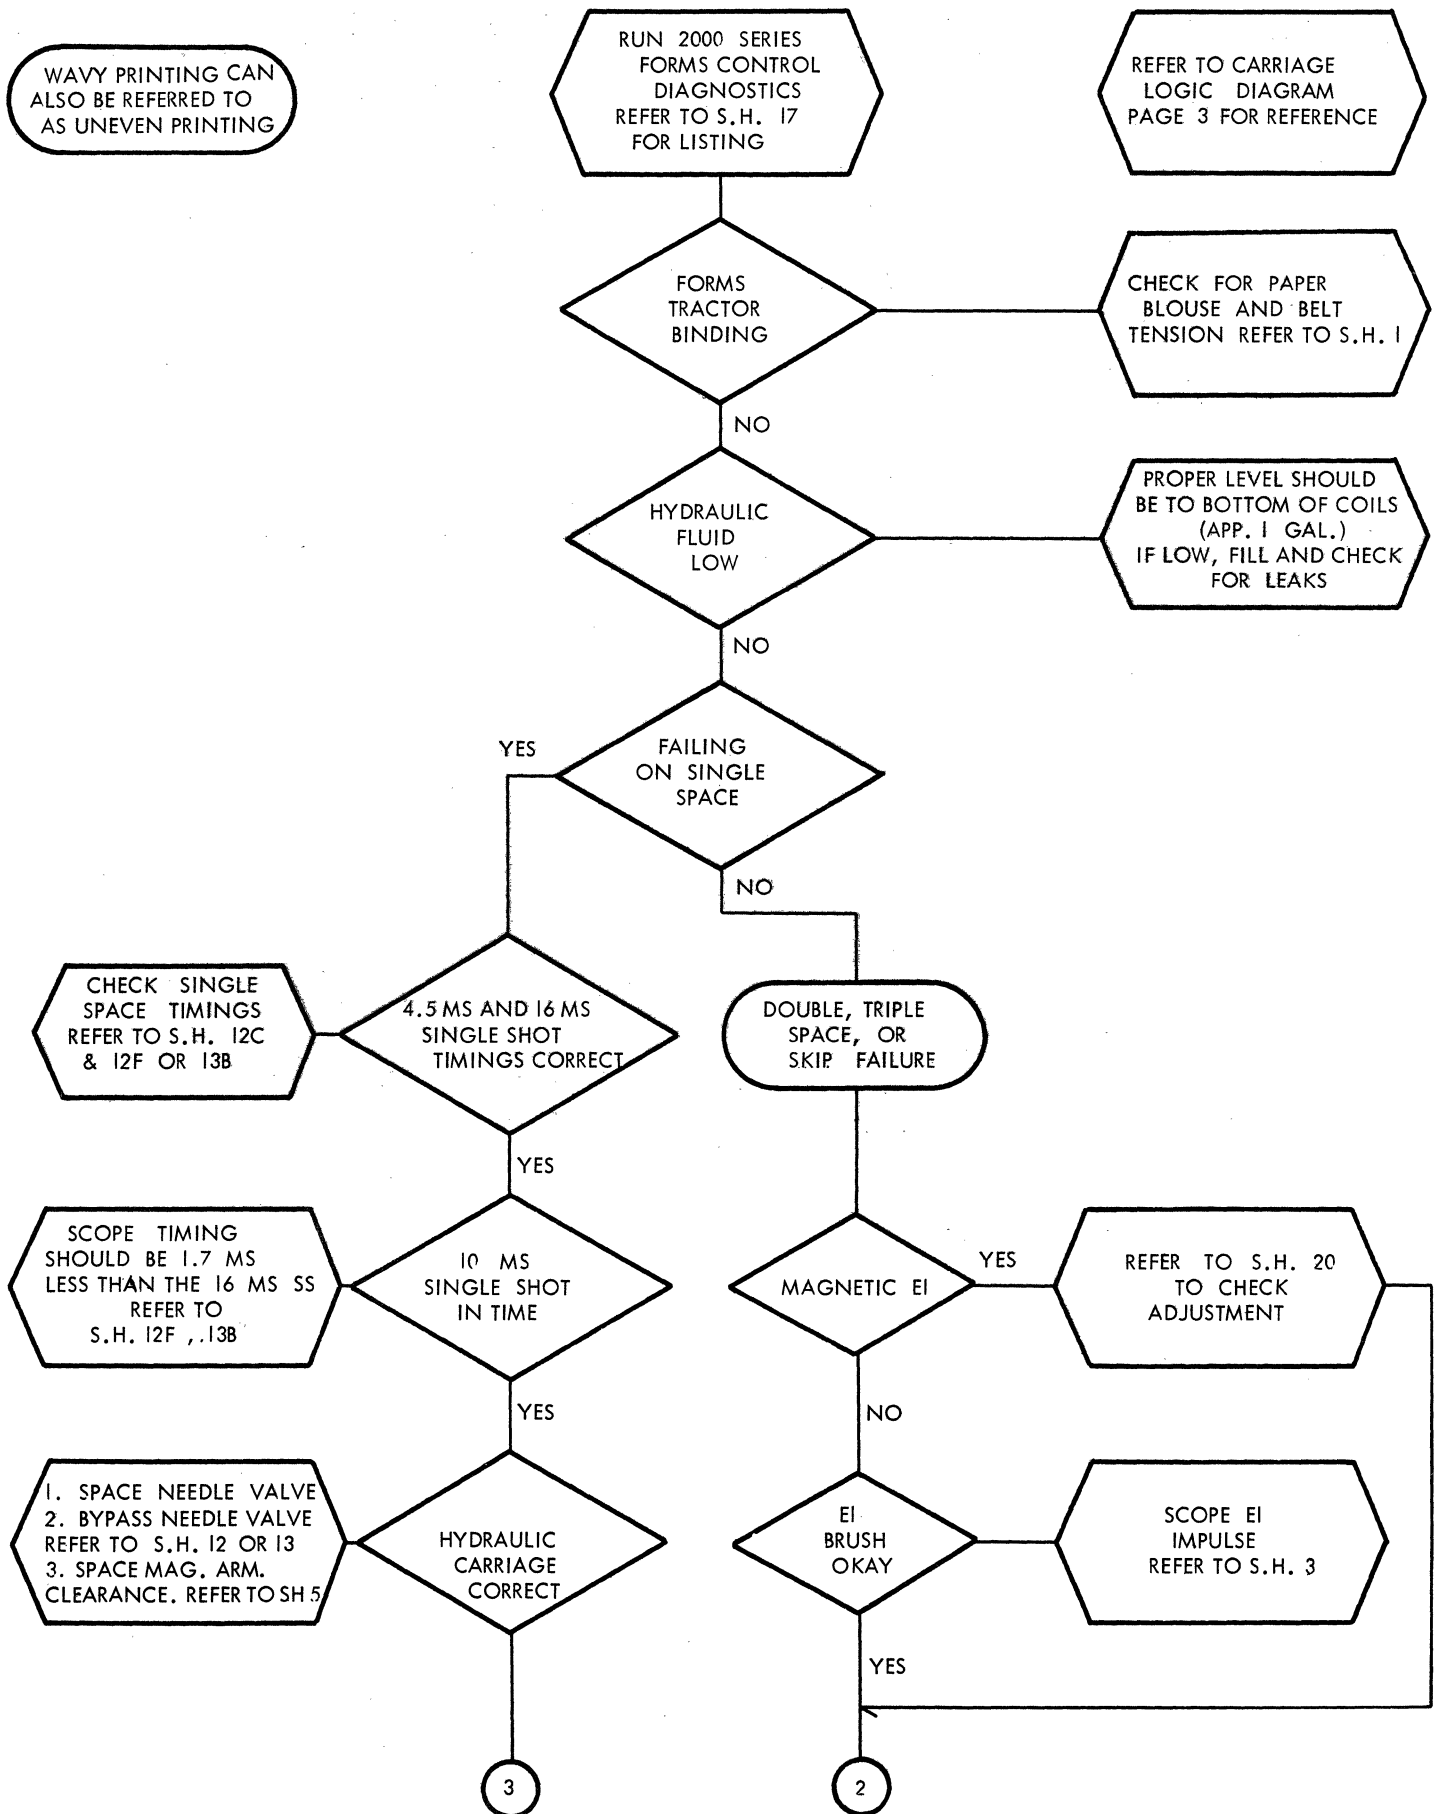 WAVY PRINTING CAN
ALSO BE REFERRED TO
AS UNEVEN PRINTING
RUN 2000 SERIES
FORMS CONTROL
DIAGNOSTICS
REFER TO S.H. 17
FOR LISTING
REFER TO CARRIAGE
LOGIC DIAGRAM
PAGE 3 FOR REFERENCE
FORMS
TRACTOR
BINDING
CHECK FOR PAPER
BLOUSE AND BELT
TENSION REFER TO S.H. 1
NO
HYDRAULIC
FLUID
LOW
PROPER LEVEL SHOULD
BE TO BOTTOM OF COILS
(APP. 1 GAL.)
IF LOW, FILL AND CHECK
FOR LEAKS
NO
YES
FAILING
ON SINGLE
SPACE
NO
CHECK SINGLE
SPACE TIMINGS
REFER TO S.H. 12C
& 12F OR 13B
4.5 MS AND 16 MS
SINGLE SHOT
TIMINGS CORRECT
DOUBLE, TRIPLE
SPACE, OR
SKIP FAILURE
YES
SCOPE TIMING
SHOULD BE 1.7 MS
LESS THAN THE 16 MS SS
REFER TO
S.H. 12F , .13B
10 MS
SINGLE SHOT
IN TIME
MAGNETIC E1
YES
REFER TO S.H. 20
TO CHECK
ADJUSTMENT
YES
NO
1. SPACE NEEDLE VALVE
2. BYPASS NEEDLE VALVE
REFER TO S.H. 12 OR 13
3. SPACE MAG. ARM.
CLEARANCE. REFER TO SH 5
HYDRAULIC
CARRIAGE
CORRECT
E1
BRUSH
OKAY
SCOPE E1
IMPULSE
REFER TO S.H. 3
YES
3
2